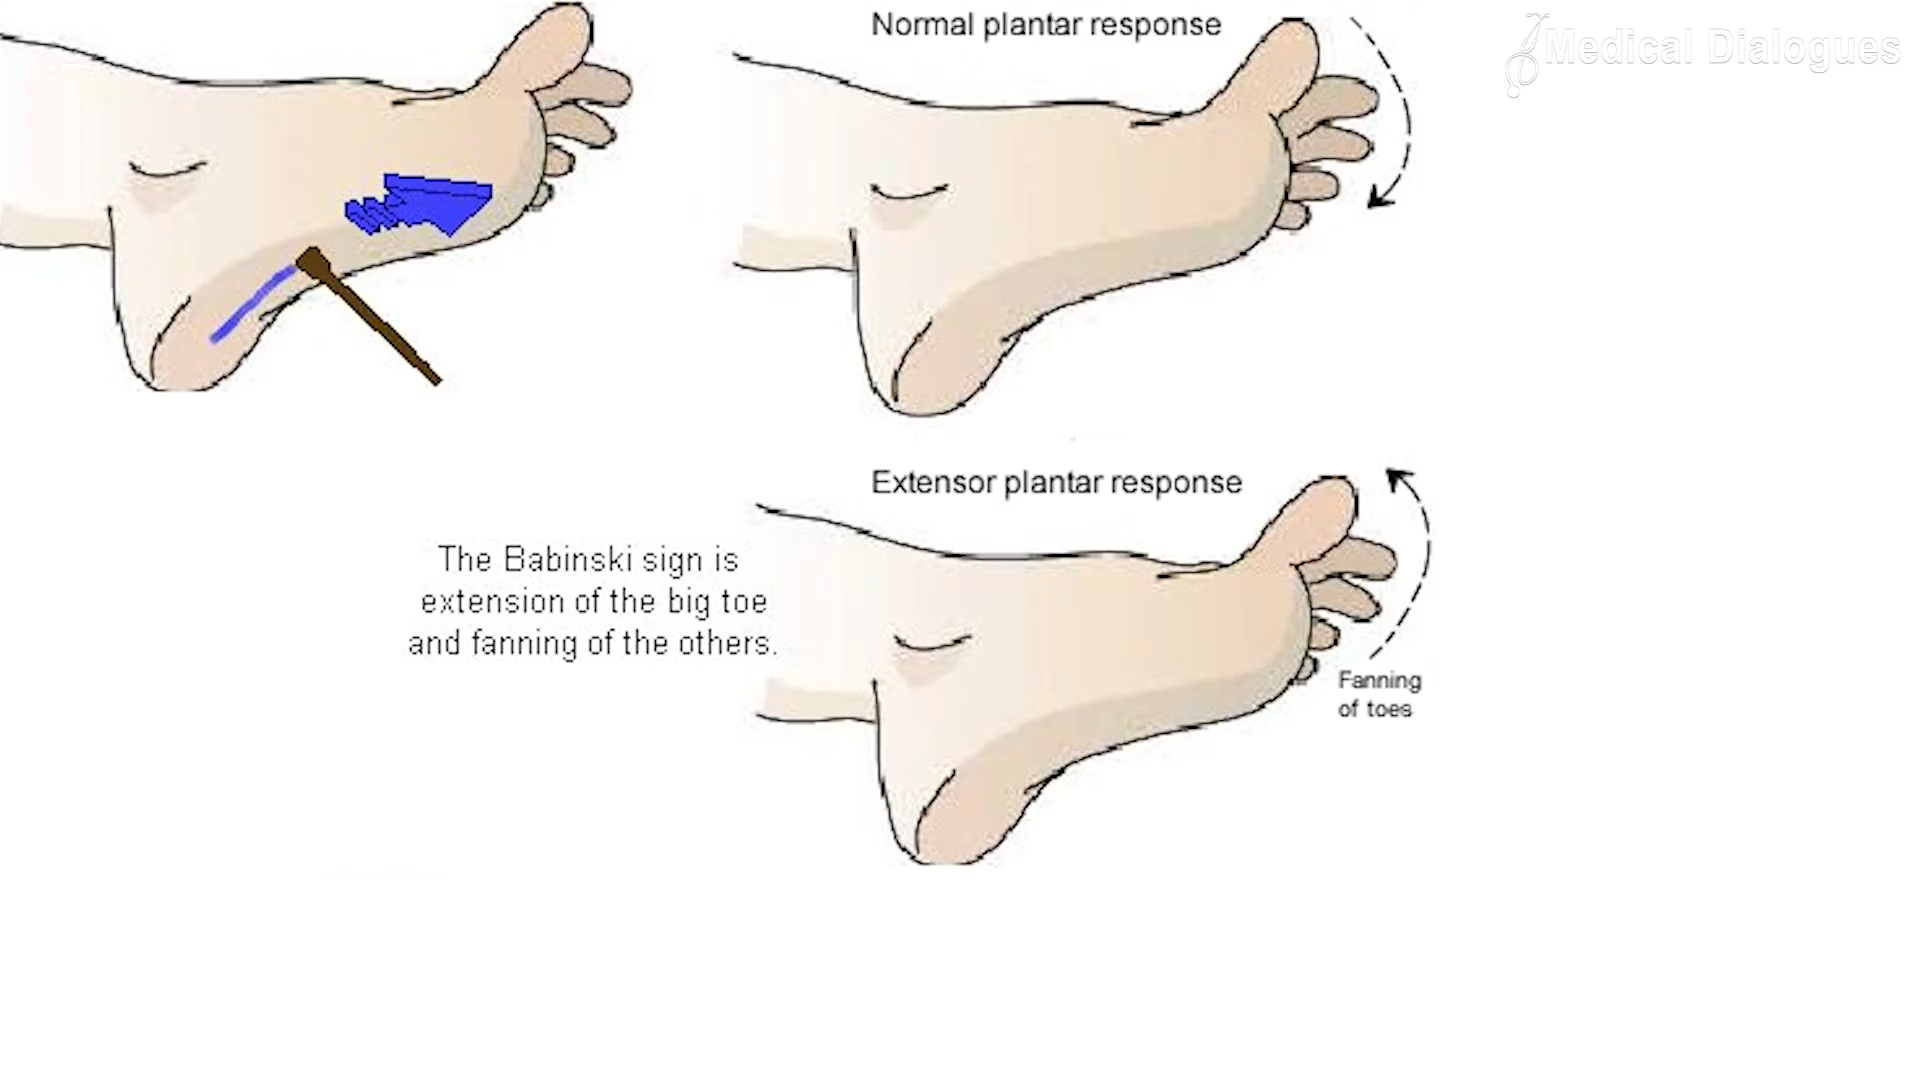 Normal plantar response
Medical Dialogues
Extensor plantar response
The Babinski sign is
extension of the big toe
and fanning of the others.
Fanning
of toes